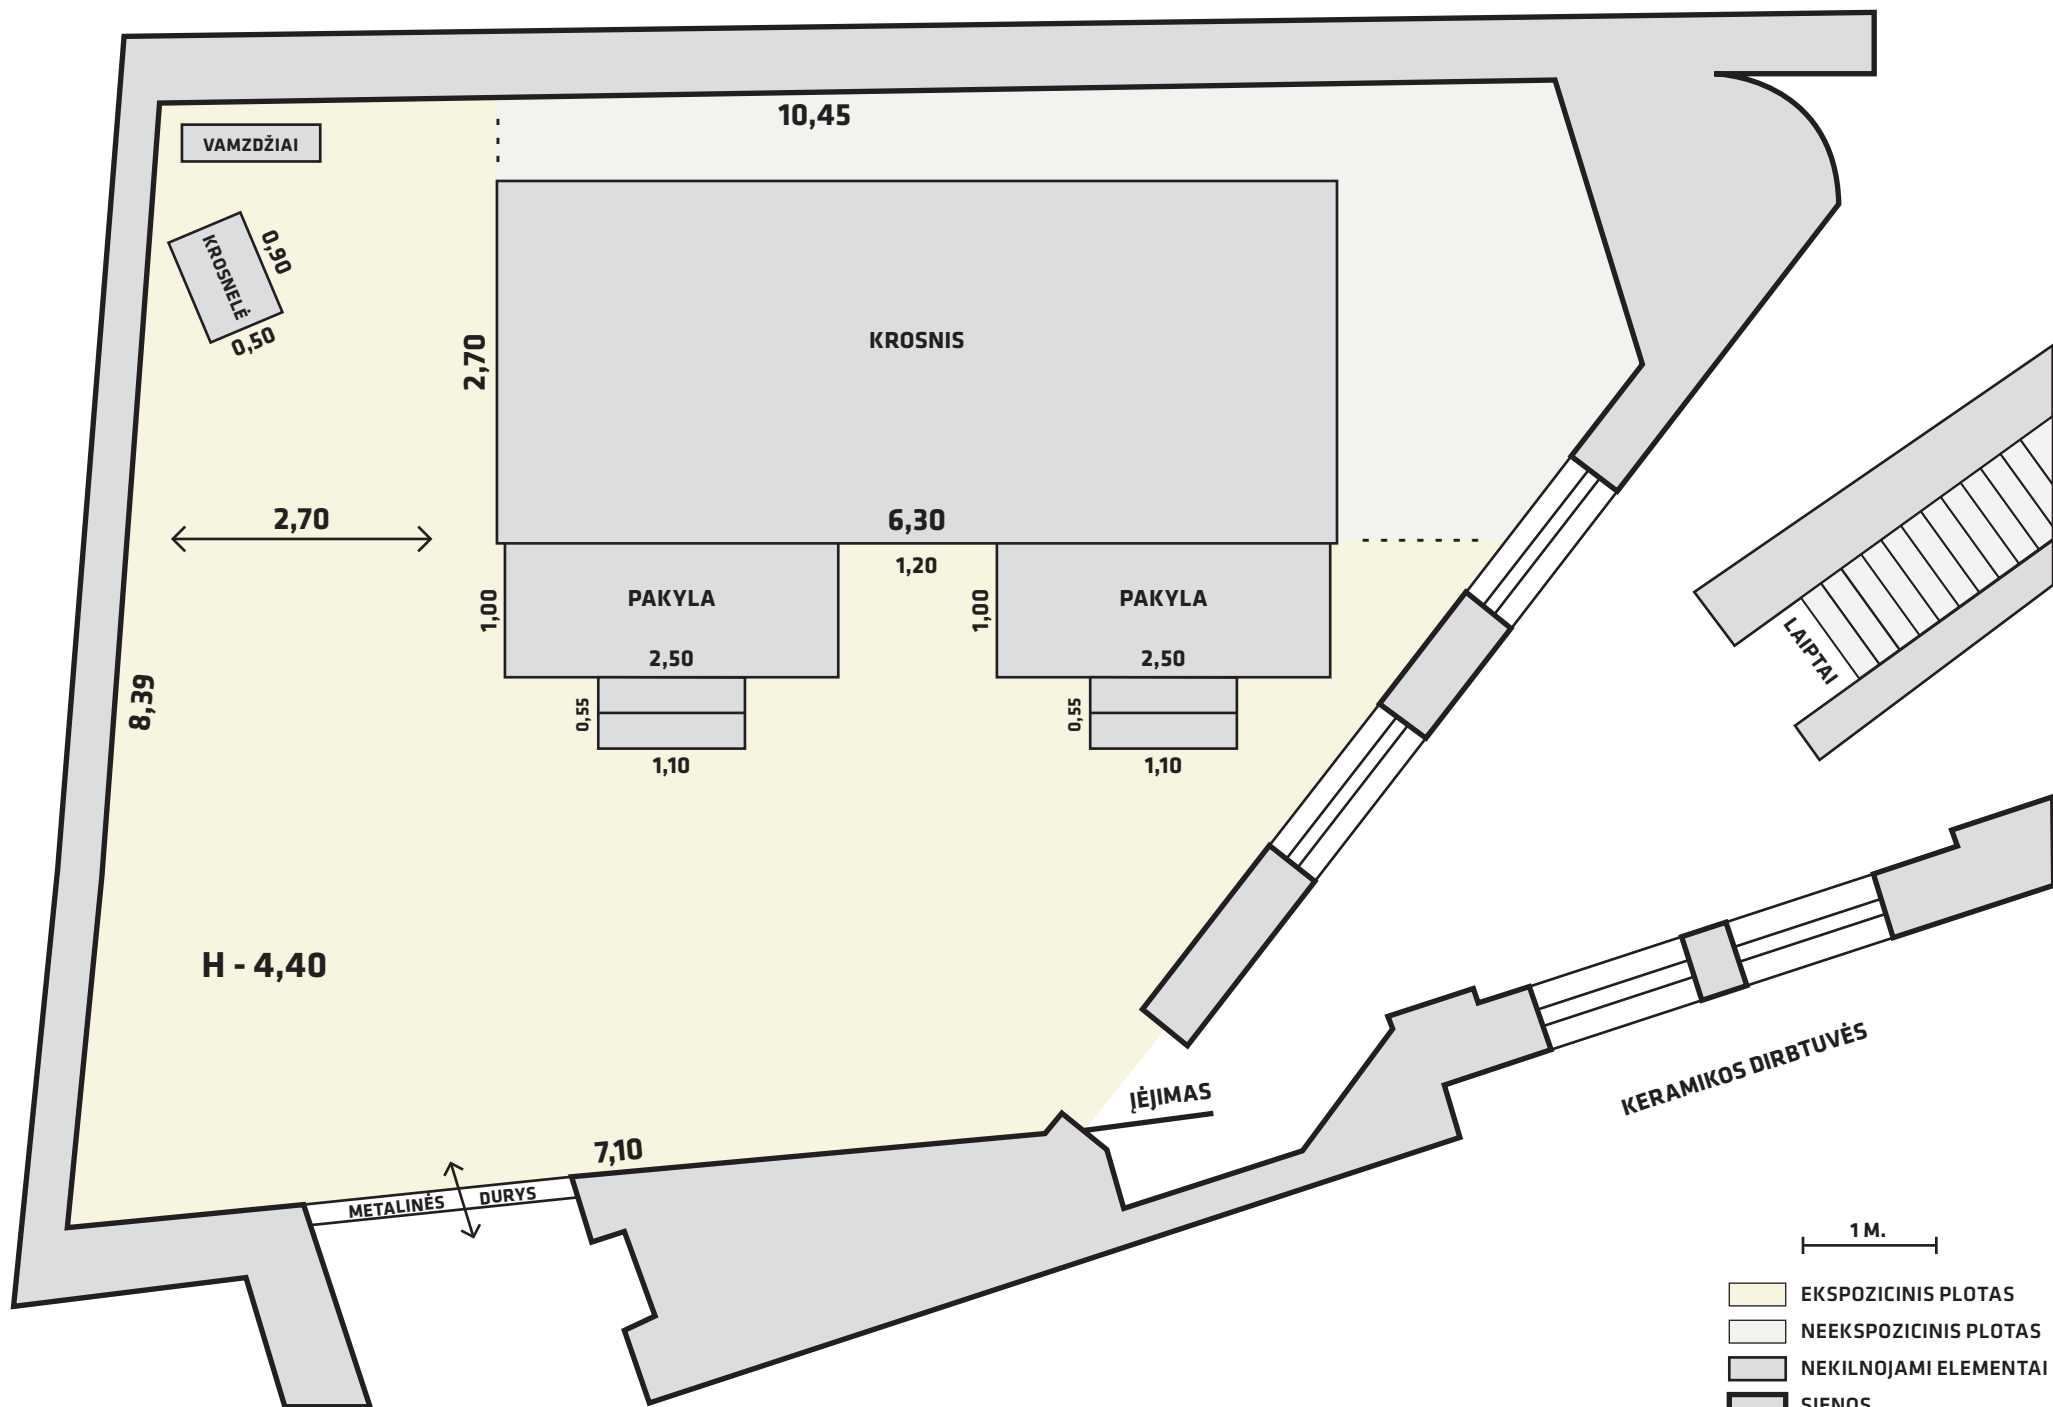 10,45
VAMZDŽIAI
KROSNELĖ
0,90
0,50
2,70
KROSNIS
2,70
6,30
1,20
1,00
PAKYLA
2,50
1,00
PAKYLA
2,50
0,55
1,10
0,55
1,10
8,39
LAIPTAI
H - 4,40
ĮĖJIMAS
KERAMIKOS DIRBTUVĖS
7,10
METALINĖS DURYS
1 M.
EKSPOZICINIS PLOTAS
NEEKSPOZICINIS PLOTAS
NEKILNOJAMI ELEMENTAI
SIENOS